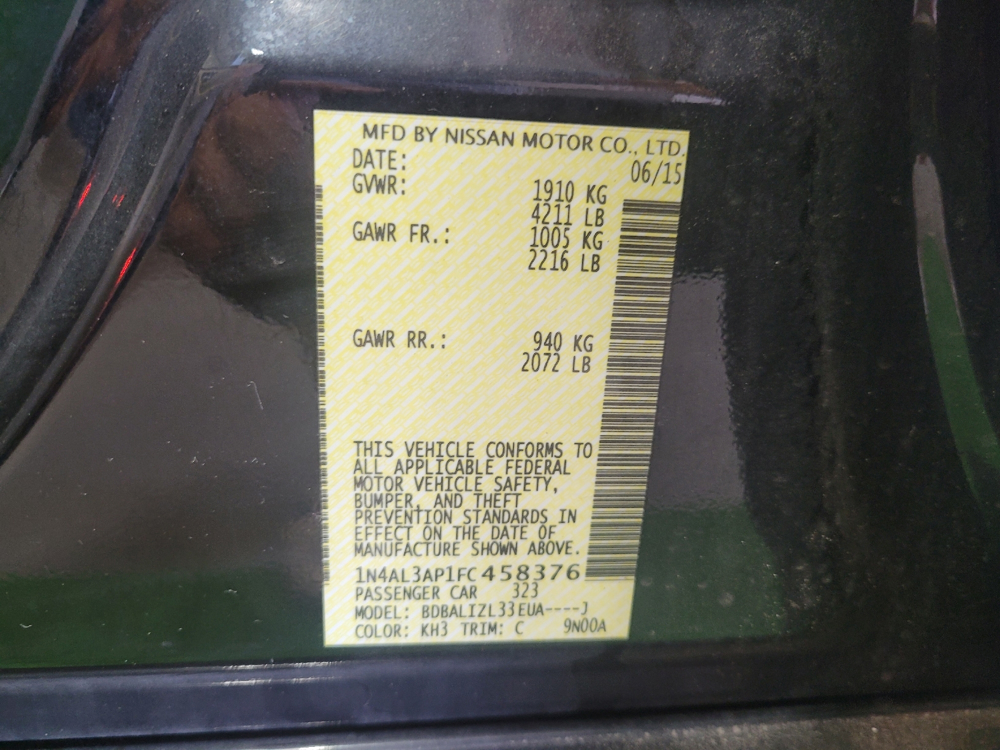 MFD BY NISSAN MOTOR CO., LTD.
DATE: 06/15
GVWR: 1910 KG
4211 LB
GAWR FR.: 1005 KG
2216 LB
GAWR RR.: 940 KG
2072 LB
THIS VEHICLE CONFORMS TO
ALL APPLICABLE FEDERAL
MOTOR VEHICLE SAFETY,
BUMPER, AND THEFT
PREVENTION STANDARDS IN
EFFECT ON THE DATE OF
MANUFACTURE SHOWN ABOVE.
1N4AL3AP1FC458376
PASSENGER CAR 323
MODEL: BDBALIZL33EUA----J
COLOR: KH3 TRIM: C 9N00A